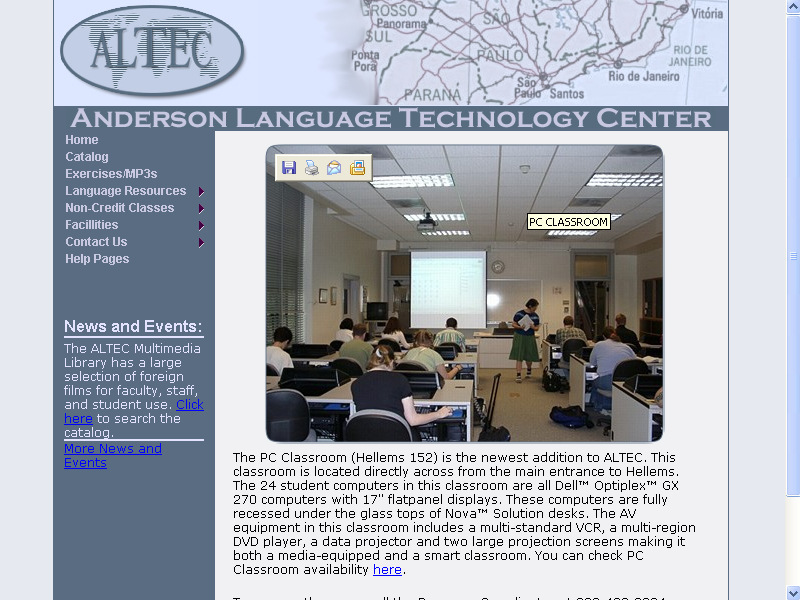 ALTEC
GROSSO
Panorama
SUL
Ponta
Pora
SÃO
PAULO
PARANÁ
São
Paulo
Santos
Vitória
RIO DE
JANEIRO
Rio de Janeiro
ANDERSON LANGUAGE TECHNOLOGY CENTER
Home
Catalog
Exercises/MP3s
Language Resources
Non-Credit Classes
Facillities
Contact Us
Help Pages
News and Events:
The ALTEC Multimedia
Library has a large
selection of foreign
films for faculty, staff,
and student use. Click
here to search the
catalog.
More News and
Events
PC CLASSROOM
The PC Classroom (Hellems 152) is the newest addition to ALTEC. This
classroom is located directly across from the main entrance to Hellems.
The 24 student computers in this classroom are all Dell™ Optiplex™ GX
270 computers with 17" flatpanel displays. These computers are fully
recessed under the glass tops of Nova™ Solution desks. The AV
equipment in this classroom includes a multi-standard VCR, a multi-region
DVD player, a data projector and two large projection screens making it
both a media-equipped and a smart classroom. You can check PC
Classroom availability here.